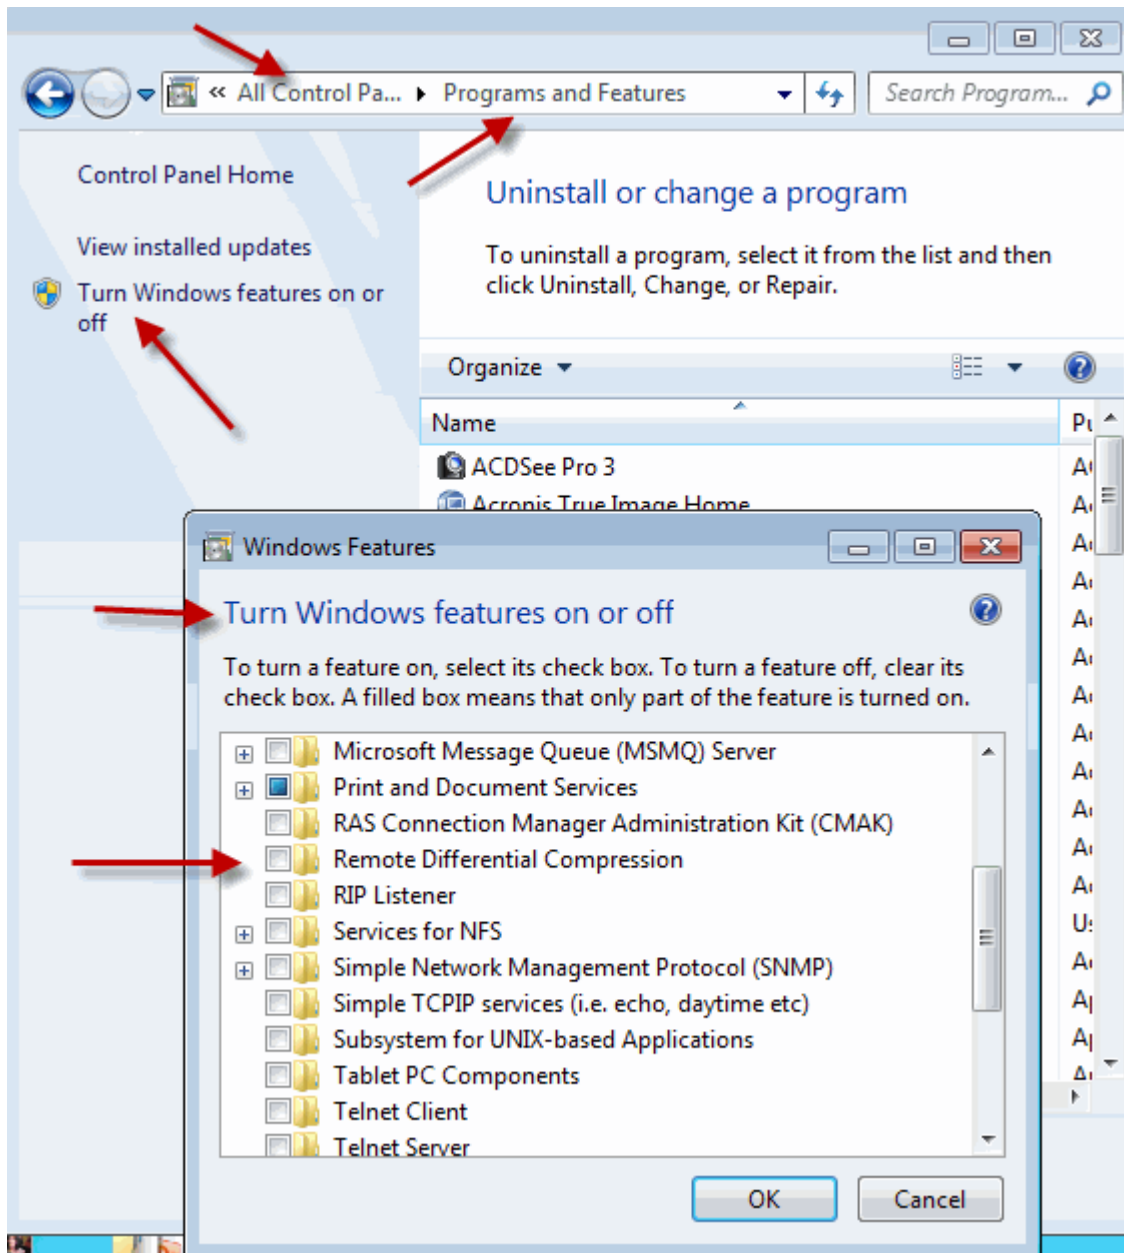 « All Control Pa... ▸ Programs and Features
Search Program...
Control Panel Home
View installed updates
Turn Windows features on or
off
Uninstall or change a program
To uninstall a program, select it from the list and then
click Uninstall, Change, or Repair.
Organize
Name
ACDSee Pro 3
Acronis True Image Home
Windows Features
Turn Windows features on or off
To turn a feature on, select its check box. To turn a feature off, clear its
check box. A filled box means that only part of the feature is turned on.
Microsoft Message Queue (MSMQ) Server
Print and Document Services
RAS Connection Manager Administration Kit (CMAK)
Remote Differential Compression
RIP Listener
Services for NFS
Simple Network Management Protocol (SNMP)
Simple TCPIP services (i.e. echo, daytime etc)
Subsystem for UNIX-based Applications
Tablet PC Components
Telnet Client
Telnet Server
OK
Cancel